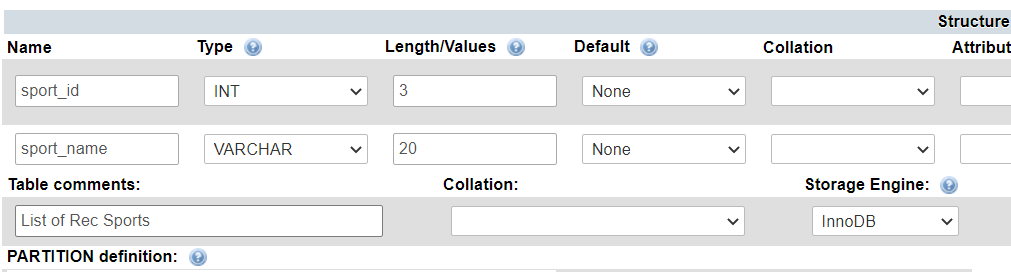 Structure
Name Type Length/Values Default Collation Attribut
sport_id INT 3 None
sport_name VARCHAR 20 None
Table comments: Collation: Storage Engine:
List of Rec Sports InnoDB
PARTITION definition: